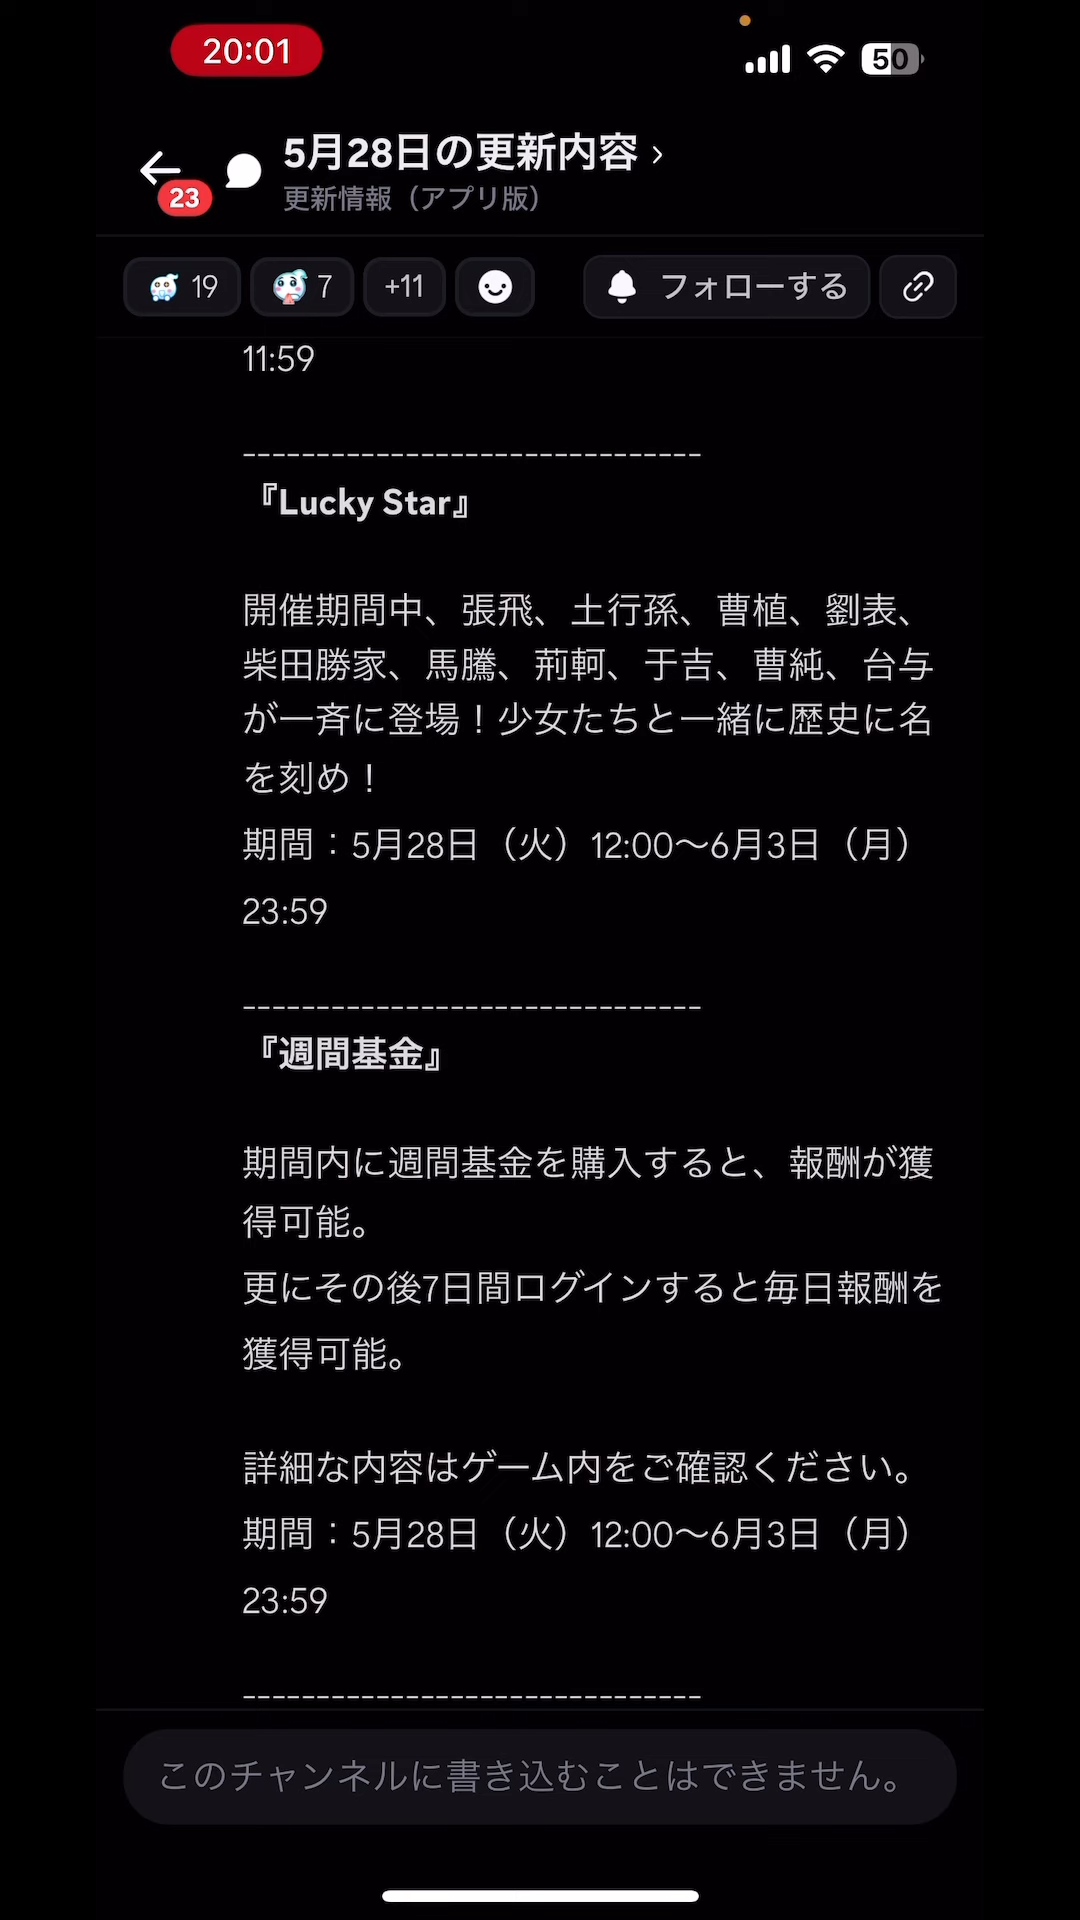 20:01
50
5月28日の更新内容 ›
23
更新情報（アプリ版）
19 7 +11 フォローする
11:59
-------------------------------
『Lucky Star』
開催期間中、張飛、土行孫、曹植、劉表、
柴田勝家、馬騰、荊軻、于吉、曹純、台与
が一斉に登場！少女たちと一緒に歴史に名
を刻め！
期間：5月28日（火）12:00〜6月3日（月）
23:59
-------------------------------
『週間基金』
期間内に週間基金を購入すると、報酬が獲
得可能。
更にその後7日間ログインすると毎日報酬を
獲得可能。
詳細な内容はゲーム内をご確認ください。
期間：5月28日（火）12:00〜6月3日（月）
23:59
-------------------------------
このチャンネルに書き込むことはできません。